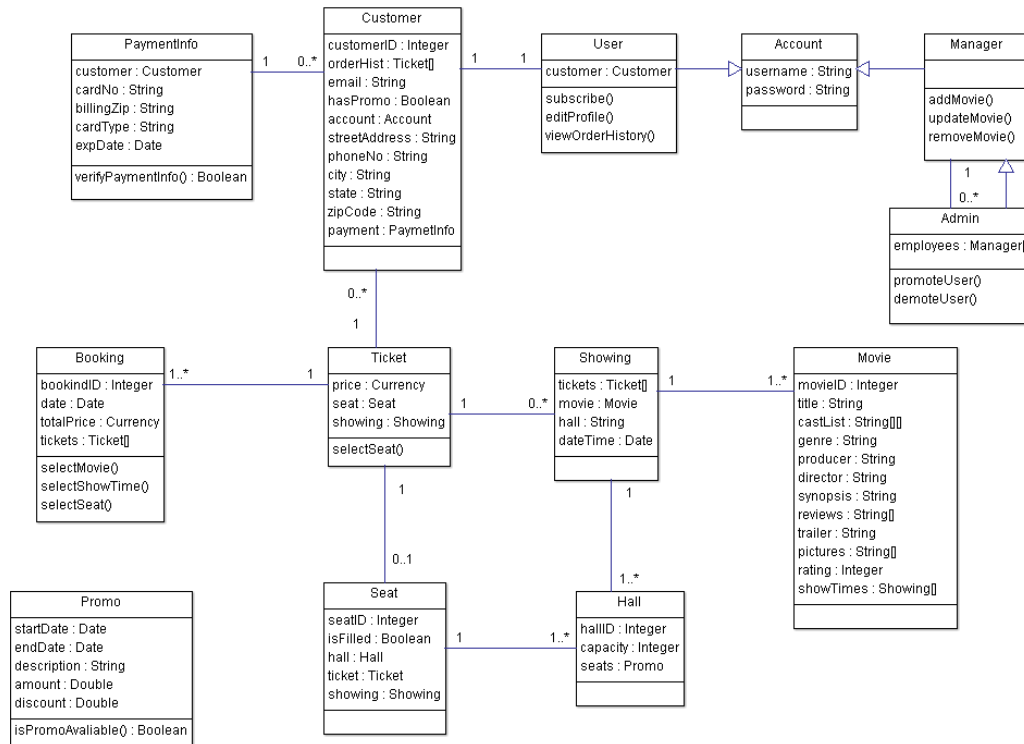 PaymentInfo
customer : Customer
cardNo : String
billingZip : String
cardType : String
expDate : Date
verifyPaymentInfo() : Boolean
1
0..*
Customer
customerID : Integer
orderHist : Ticket[]
email : String
hasPromo : Boolean
account : Account
streetAddress : String
phoneNo : String
city : String
state : String
zipCode : String
payment : PaymetInfo
1
1
User
customer : Customer
subscribe()
editProfile()
viewOrderHistory()
Account
username : String
password : String
Manager
addMovie()
updateMovie()
removeMovie()
1
0..*
Admin
employees : Manager[
promoteUser()
demoteUser()
0..*
1
Booking
bookindID : Integer
date : Date
totalPrice : Currency
tickets : Ticket[]
selectMovie()
selectShowTime()
selectSeat()
1..*
1
Ticket
price : Currency
seat : Seat
showing : Showing
selectSeat()
1
0..*
Showing
tickets : Ticket[]
movie : Movie
hall : String
dateTime : Date
1
1..*
Movie
movieID : Integer
title : String
castList : String[][]
genre : String
producer : String
director : String
synopsis : String
reviews : String[]
trailer : String
pictures : String[]
rating : Integer
showTimes : Showing[]
1
0..1
1
1..*
Promo
startDate : Date
endDate : Date
description : String
amount : Double
discount : Double
isPromoAvaliable() : Boolean
Seat
seatID : Integer
isFilled : Boolean
hall : Hall
ticket : Ticket
showing : Showing
1
1..*
Hall
hallID : Integer
capacity : Integer
seats : Promo